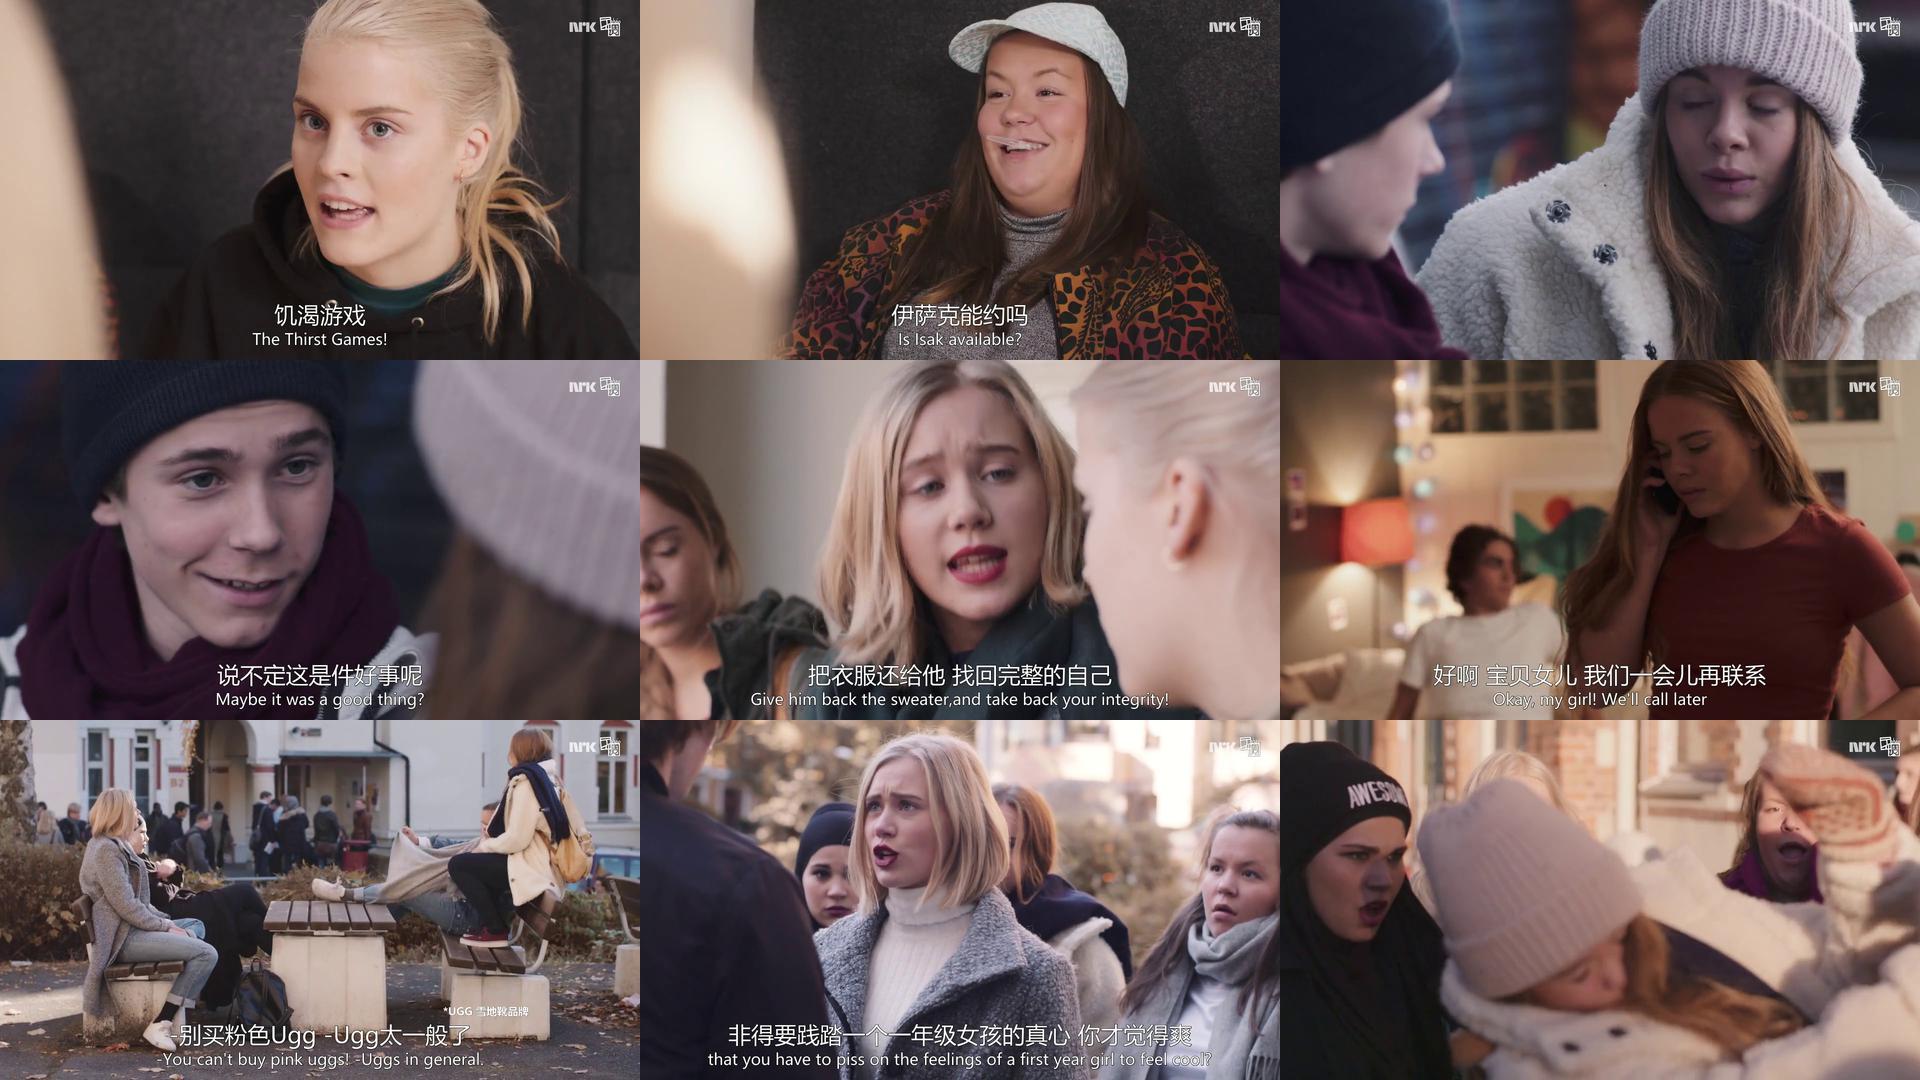 NRK
饥渴游戏
The Thirst Games!
NRK
伊萨克能约吗
Is Isak available?
NRK
NRK
说不定这是件好事呢
Maybe it was a good thing?
NRK
把衣服还给他 找回完整的自己
Give him back the sweater,and take back your integrity!
NRK
好啊 宝贝女儿 我们一会儿再联系
Okay, my girl! We'll call later
NRK
*UGG 雪地靴品牌
-别买粉色Ugg -Ugg太一般了
-You can't buy pink uggs! -Uggs in general.
NRK
非得要践踏一个一年级女孩的真心 你才觉得爽
that you have to piss on the feelings of a first year girl to feel cool?
NRK